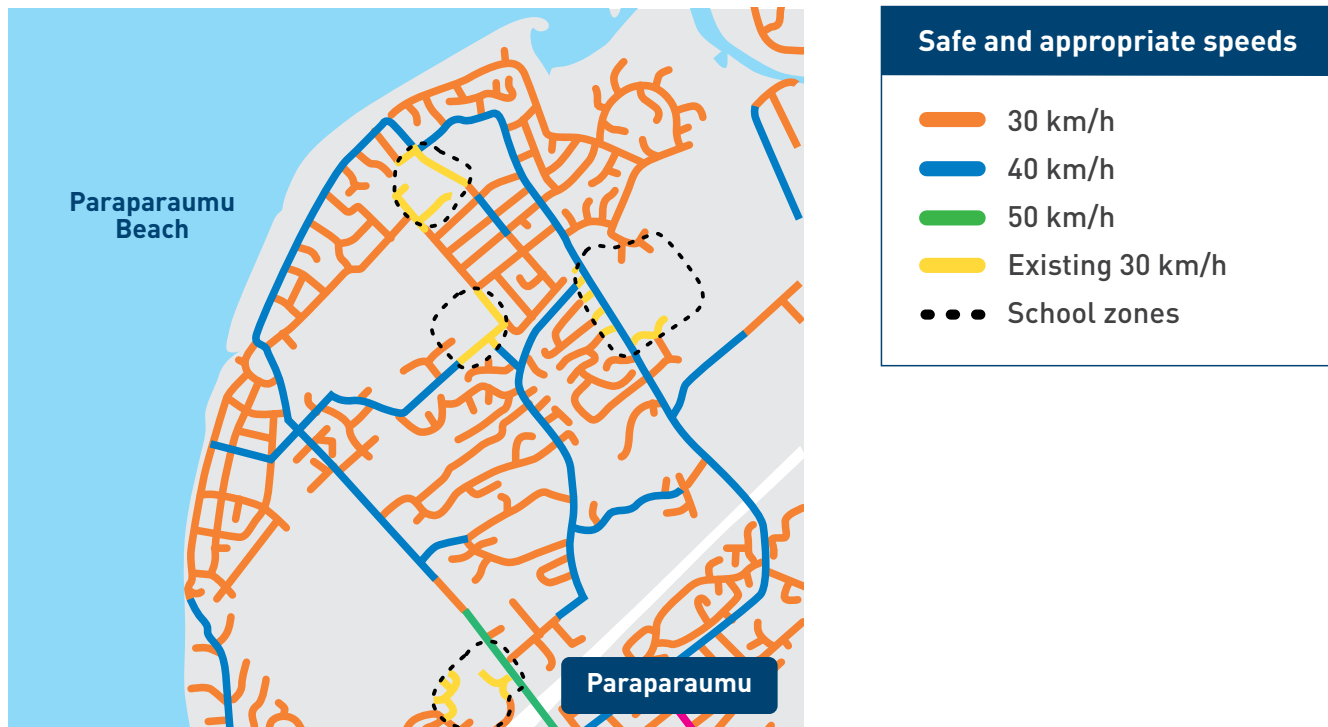 Paraparaumu
Beach
Paraparaumu
Safe and appropriate speeds
30 km/h
40 km/h
50 km/h
Existing 30 km/h
School zones